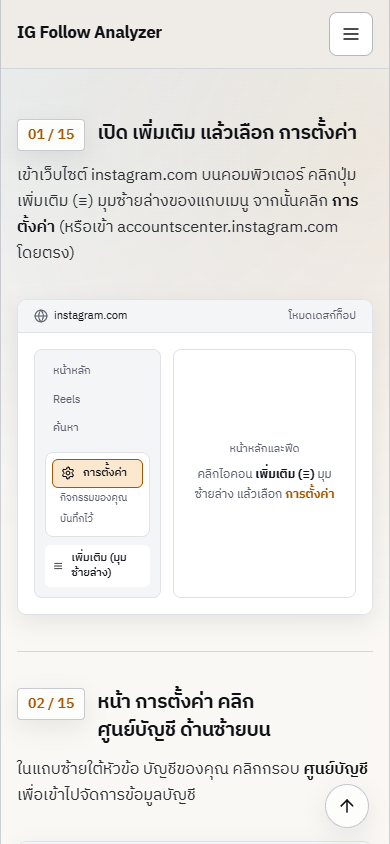 IG Follow Analyzer
01 / 15
เปิด เพิ่มเติม แล้วเลือก การตั้งค่า
เข้าเว็บไซต์ instagram.com บนคอมพิวเตอร์ คลิกปุ่ม
เพิ่มเติม (≡) มุมซ้ายล่างของแถบเมนู จากนั้นคลิก การ
ตั้งค่า (หรือเข้า accountscenter.instagram.com
โดยตรง)
instagram.com
โหมดเดสก์ท็อป
หน้าหลัก
Reels
ค้นหา
การตั้งค่า
กิจกรรมของคุณ
บันทึกไว้
≡ เพิ่มเติม (มุม
ซ้ายล่าง)
หน้าหลักและฟีด
คลิกไอคอน เพิ่มเติม (≡) มุม
ซ้ายล่าง แล้วเลือก การตั้งค่า
02 / 15
หน้า การตั้งค่า คลิก
ศูนย์บัญชี ด้านซ้ายบน
ในแถบซ้ายใต้หัวข้อ บัญชีของคุณ คลิกกรอบ ศูนย์บัญชี
เพื่อเข้าไปจัดการข้อมูลบัญชี